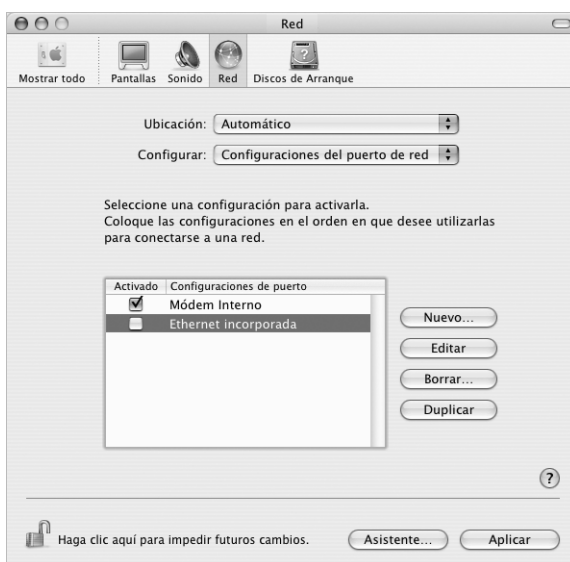 Red
Mostrar todo
Pantallas
Sonido
Red
Discos de Arranque
Ubicación: Automático
Configurar: Configuraciones del puerto de red
Seleccione una configuración para activarla.
Coloque las configuraciones en el orden en que desee utilizarlas
para conectarse a una red.
Activado Configuraciones de puerto
Módem Interno
Ethernet incorporada
Nuevo...
Editar
Borrar...
Duplicar
?
Haga clic aquí para impedir futuros cambios.
Asistente...
Aplicar